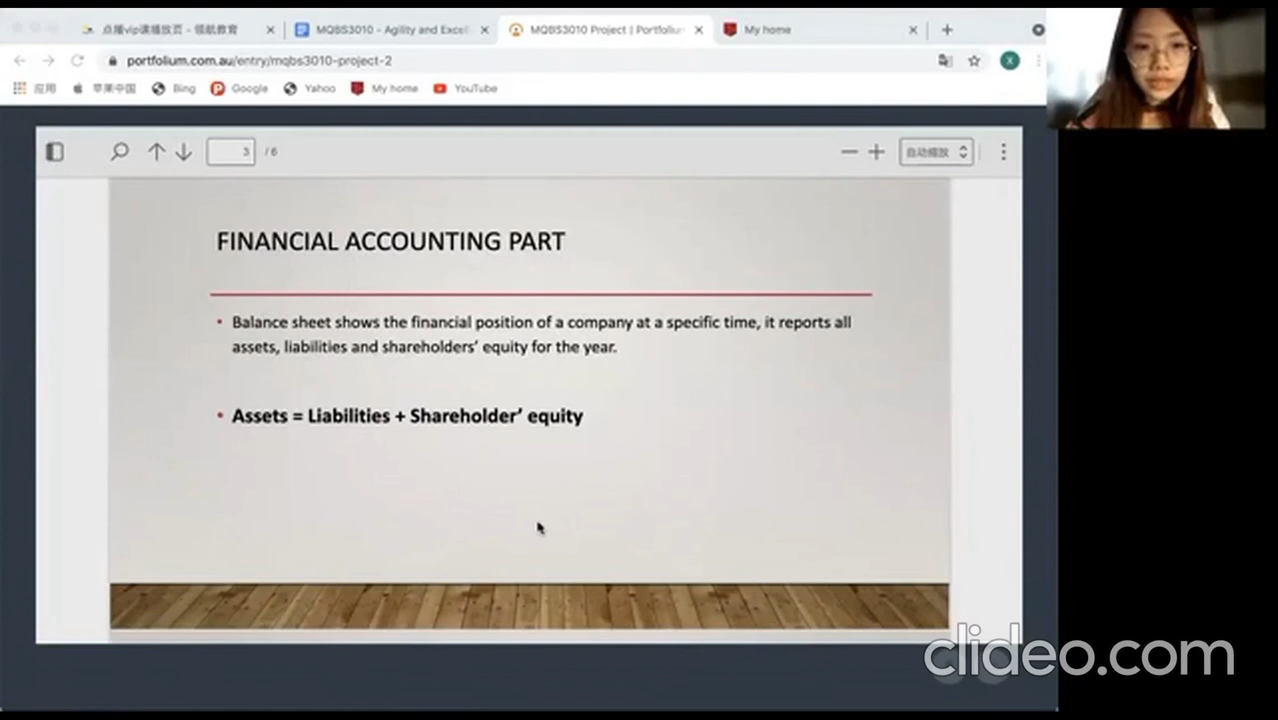 点播vip课播放页 - 领航教育
MQBS3010 - Agility and Excel
MQBS3010 Project | Portfoliu
My home
portfolium.com.au/entry/mqbs3010-project-2
X
应用
苹果中国
Bing
Google
Yahoo
My home
YouTube
3 / 6
自动缩放
FINANCIAL ACCOUNTING PART
• Balance sheet shows the financial position of a company at a specific time, it reports all
assets, liabilities and shareholders’ equity for the year.
• Assets = Liabilities + Shareholder’ equity
clideo.com